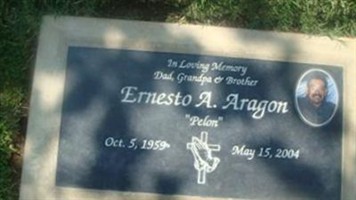 In Loving Memory
Dad, Grandpa & Brother
Ernesto A. Aragon
"Pelon"
Oct. 5, 1959
May 15, 2004